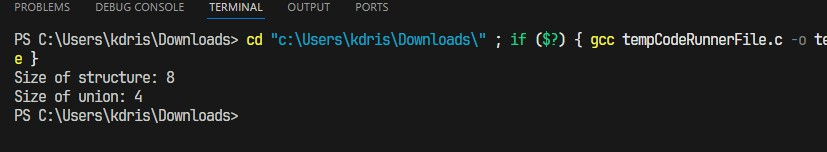 PROBLEMS DEBUG CONSOLE TERMINAL OUTPUT PORTS
PS C:\Users\kdris\Downloads> cd "c:\Users\kdris\Downloads\" ; if ($?) { gcc tempCodeRunnerFile.c -o te
e }
Size of structure: 8
Size of union: 4
PS C:\Users\kdris\Downloads>